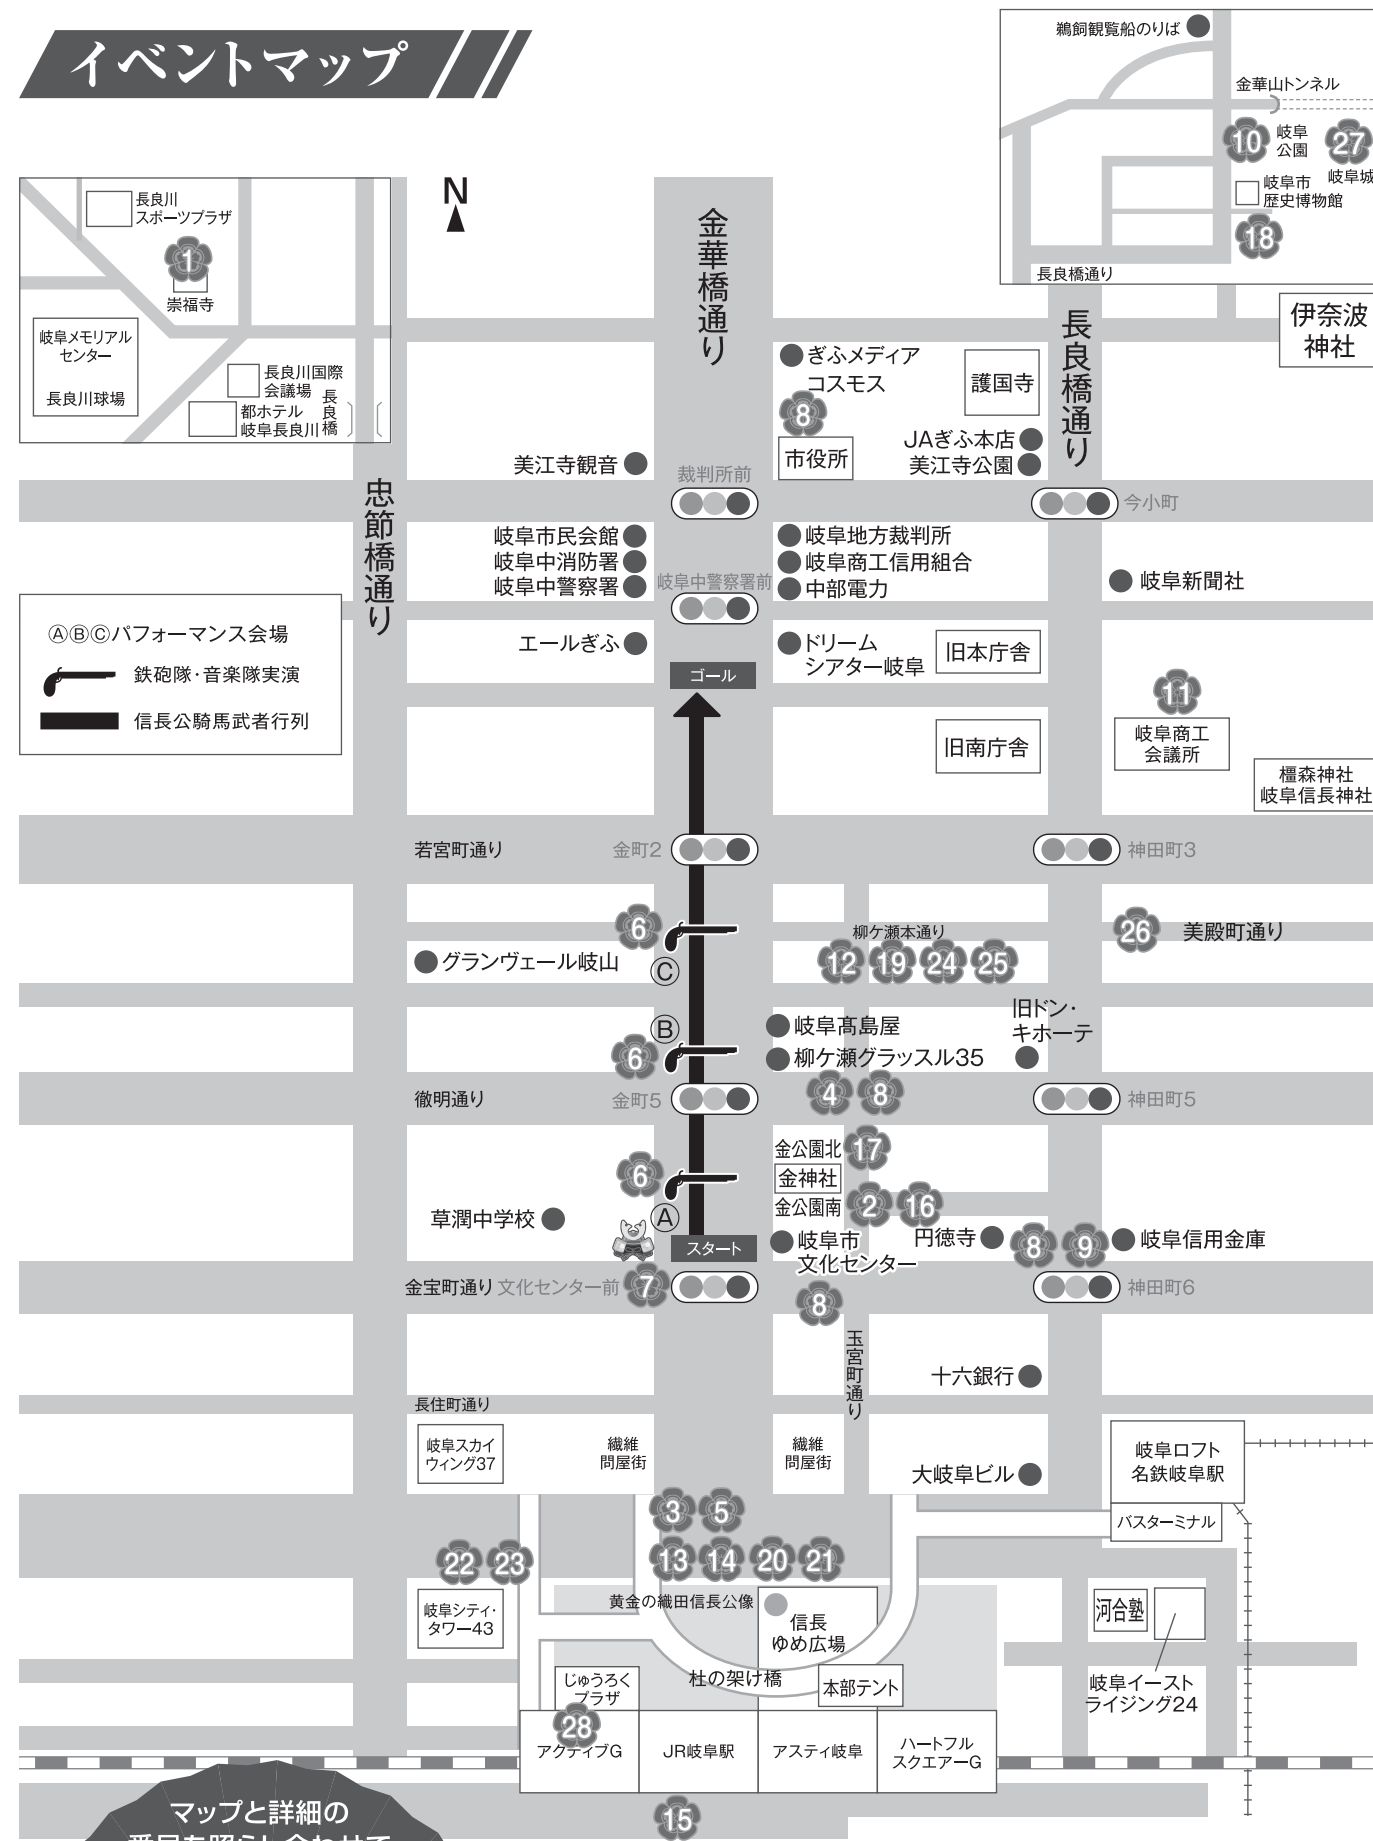 イベントマップ
鵜飼観覧船のりば
金華山トンネル
10
岐阜
公園
27
岐阜城
岐阜市
歴史博物館
18
長良橋通り
長良川
スポーツプラザ
1
崇福寺
岐阜メモリアル
センター
長良川球場
長良川国際
会議場
都ホテル
岐阜長良川
長良橋
N
金華橋通り
長良橋通り
伊奈波
神社
ぎふメディア
コスモス
8
市役所
護国寺
JAぎふ本店
美江寺公園
美江寺観音
裁判所前
今小町
忠節橋通り
岐阜市民会館
岐阜中消防署
岐阜中警察署
岐阜地方裁判所
岐阜商工信用組合
中部電力
岐阜中警察署前
岐阜新聞社
ⒶⒷⒸパフォーマンス会場
鉄砲隊・音楽隊実演
信長公騎馬武者行列
エールぎふ
ドリーム
シアター岐阜
旧本庁舎
ゴール
旧南庁舎
11
岐阜商工
会議所
橿森神社
岐阜信長神社
若宮町通り
金町2
神田町3
6
Ⓒ
グランヴェール岐山
柳ケ瀬本通り
12 19 24 25
26
美殿町通り
Ⓑ
6
岐阜髙島屋
柳ケ瀬グラッスル35
旧ドン・
キホーテ
4 8
徹明通り
金町5
神田町5
金公園北
17
金神社
金公園南
2 16
6
Ⓐ
草潤中学校
スタート
岐阜市
文化センター
円徳寺
8 9
岐阜信用金庫
金宝町通り
文化センター前
7
8
神田町6
玉宮町通り
十六銀行
長住町通り
岐阜スカイ
ウィング37
繊維
問屋街
繊維
問屋街
大岐阜ビル
岐阜ロフト
名鉄岐阜駅
バスターミナル
3 5
13 14 20 21
22 23
岐阜シティ・
タワー43
黄金の織田信長公像
信長
ゆめ広場
杜の架け橋
本部テント
河合塾
岐阜イースト
ライジング24
じゅうろく
プラザ
28
アクティブG
JR岐阜駅
アスティ岐阜
ハートフル
スクエアーG
15
マップと詳細の
番号を照らし合わせて